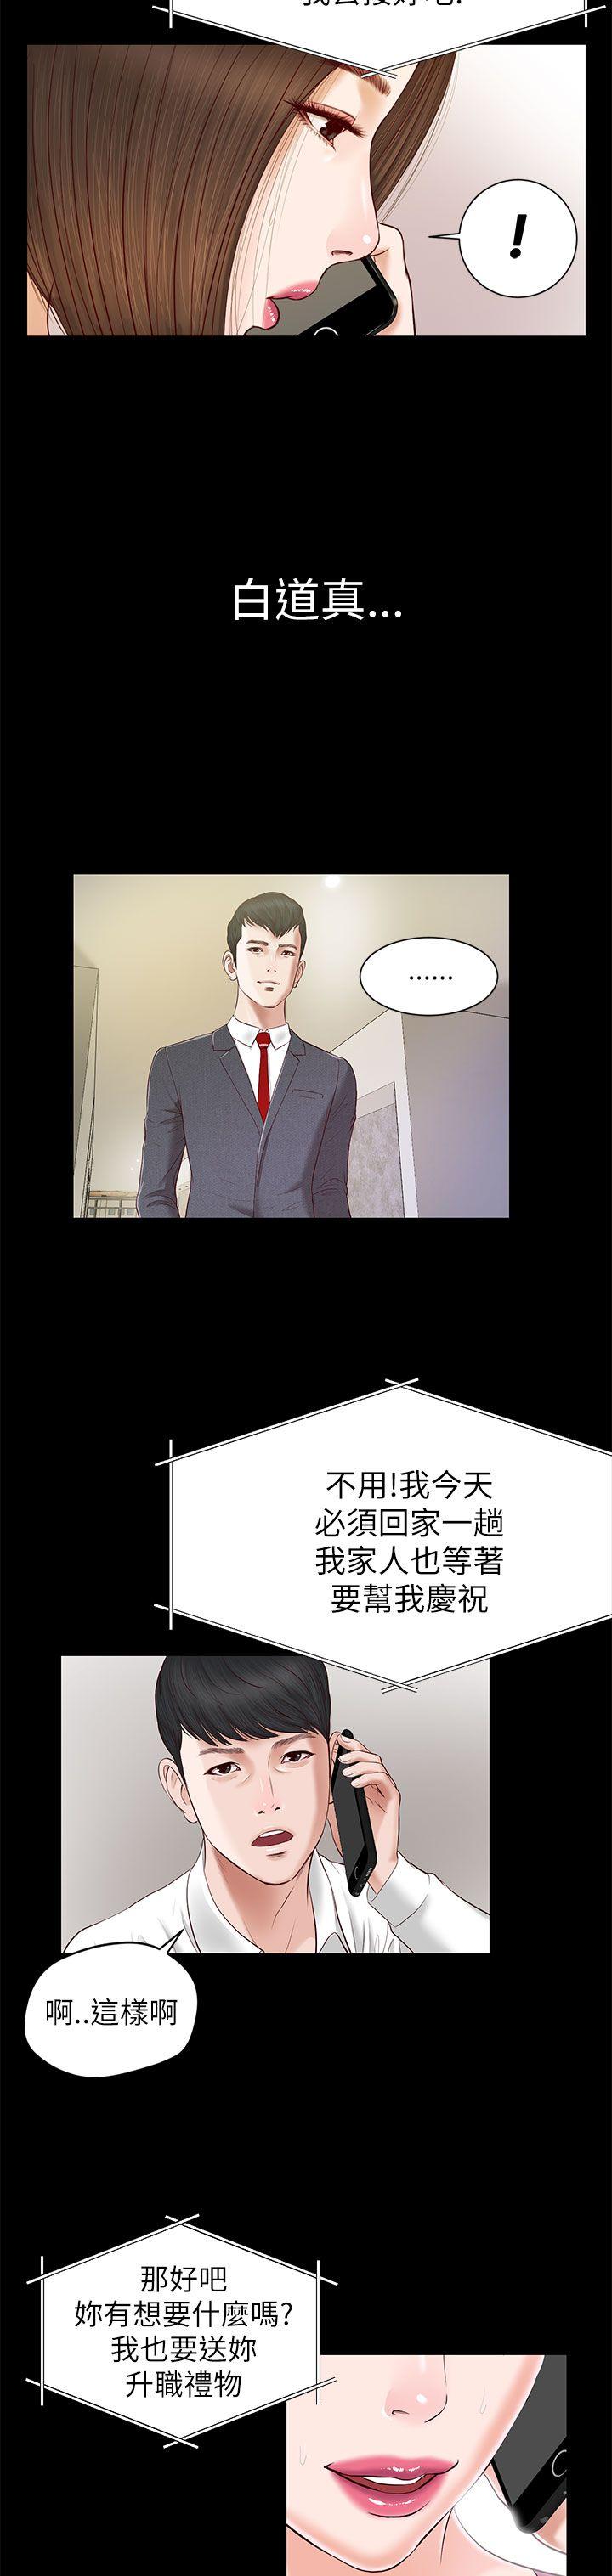 !
白道真...
......
不用!我今天
必須回家一趟
我家人也等著
要幫我慶祝
啊..這樣啊
那好吧
妳有想要什麼嗎?
我也要送妳
升職禮物